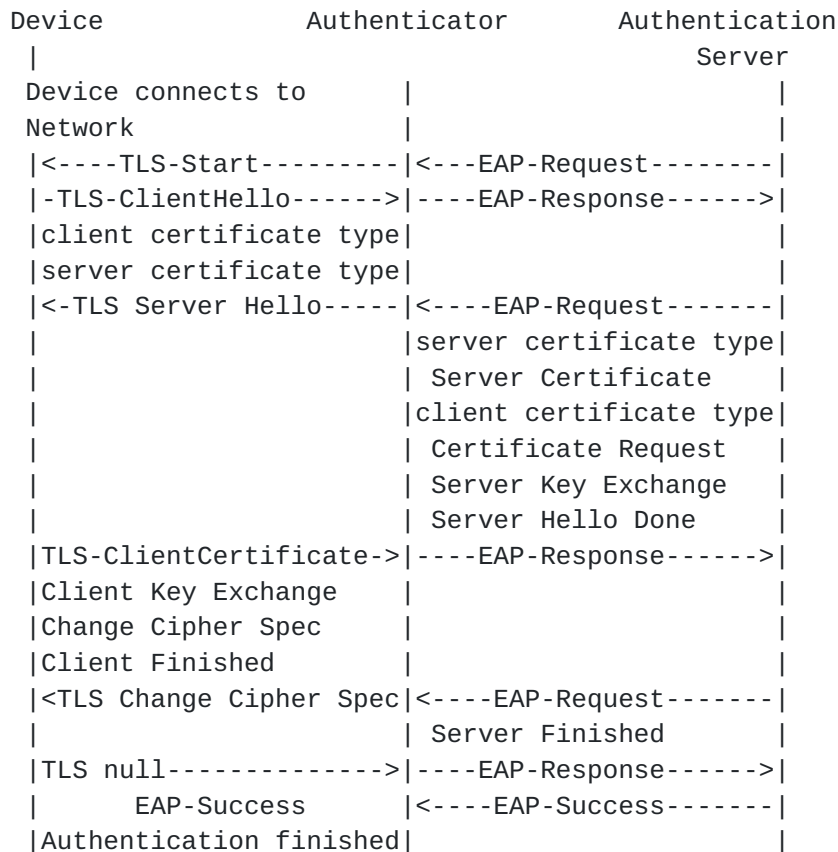 Device             Authenticator       Authentication
 |                                           Server
 Device connects to      |                       |
 Network                 |                       |
 |<----TLS-Start---------|<---EAP-Request--------|
 |-TLS-ClientHello------>|----EAP-Response------>|
 |client certificate type|                       |
 |server certificate type|                       |
 |<-TLS Server Hello-----|<----EAP-Request-------|
 |                       |server certificate type|
 |                       | Server Certificate    |
 |                       |client certificate type|
 |                       | Certificate Request   |
 |                       | Server Key Exchange   |
 |                       | Server Hello Done     |
 |TLS-ClientCertificate->|----EAP-Response------>|
 |Client Key Exchange    |                       |
 |Change Cipher Spec     |                       |
 |Client Finished        |                       |
 |<TLS Change Cipher Spec|<----EAP-Request-------|
 |                       | Server Finished       |
 |TLS null-------------->|----EAP-Response------>|
 |      EAP-Success      |<----EAP-Success-------|
 |Authentication finished|                       |